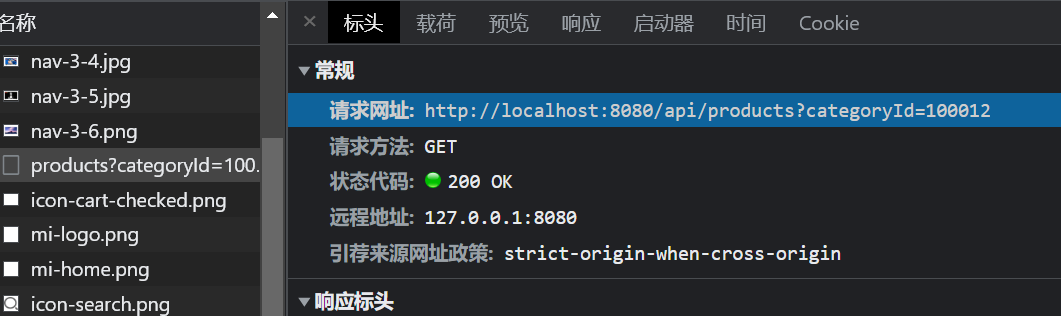 名称
nav-3-4.jpg
nav-3-5.jpg
nav-3-6.png
products?categoryId=100.
icon-cart-checked.png
mi-logo.png
mi-home.png
icon-search.png
× 标头 载荷 预览 响应 启动器 时间 Cookie
常规
请求网址: http://localhost:8080/api/products?categoryId=100012
请求方法: GET
状态代码: 200 OK
远程地址: 127.0.0.1:8080
引荐来源网址政策: strict-origin-when-cross-origin
响应标头